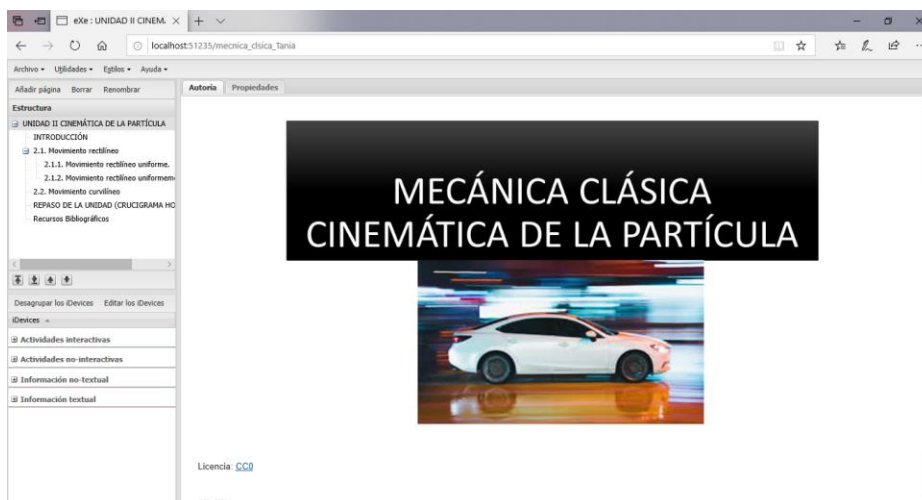 eXe : UNIDAD II CINEM
localhost:51235/mecnica_clsica_Tania
Archivo Utilidades Estilos Ayuda
Añadir página Borrar Renombrar
Estructura
UNIDAD II CINEMÁTICA DE LA PARTÍCULA
INTRODUCCIÓN
2.1. Movimiento rectilíneo
2.1.1. Movimiento rectilíneo uniforme.
2.1.2. Movimiento rectilíneo uniformem
2.2. Movimiento curvilíneo
REPASO DE LA UNIDAD (CRUCIGRAMA HO
Recursos Bibliográficos
Desagrupar los iDevices Editar los iDevices
iDevices
Actividades interactivas
Actividades no-interactivas
Información no-textual
Información textual
Autoría Propiedades
MECÁNICA CLÁSICA
CINEMÁTICA DE LA PARTÍCULA
Licencia: CC0